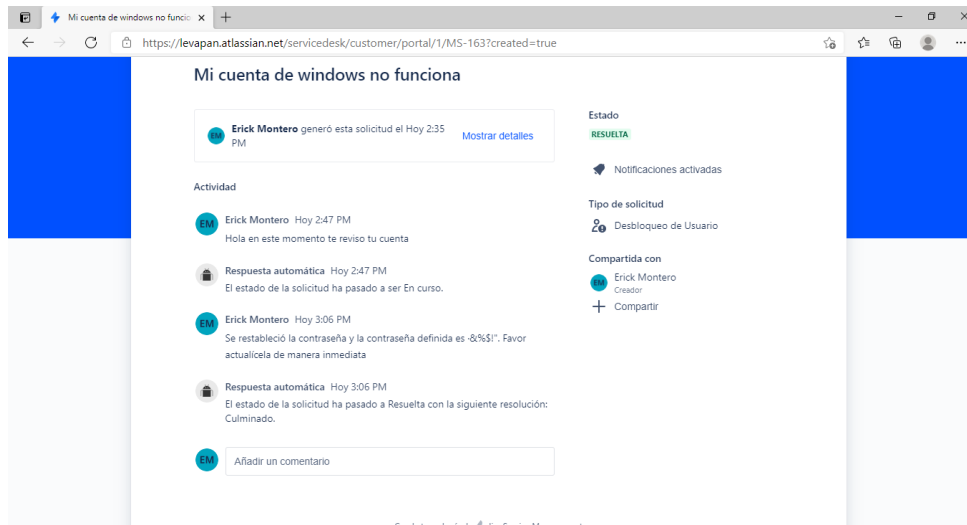 Mi cuenta de windows no funcio
https://levapan.atlassian.net/servicedesk/customer/portal/1/MS-163?created=true
Mi cuenta de windows no funciona
EM
Erick Montero generó esta solicitud el Hoy 2:35
PM
Mostrar detalles
Estado
RESUELTA
Notificaciones activadas
Actividad
Tipo de solicitud
Desbloqueo de Usuario
EM
Erick Montero Hoy 2:47 PM
Hola en este momento te reviso tu cuenta
Compartida con
EM
Erick Montero
Creador
Compartir
Respuesta automática Hoy 2:47 PM
El estado de la solicitud ha pasado a ser En curso.
EM
Erick Montero Hoy 3:06 PM
Se restableció la contraseña y la contraseña definida es -&%$!". Favor
actualícela de manera inmediata
Respuesta automática Hoy 3:06 PM
El estado de la solicitud ha pasado a Resuelta con la siguiente resolución:
Culminado.
EM
Añadir un comentario